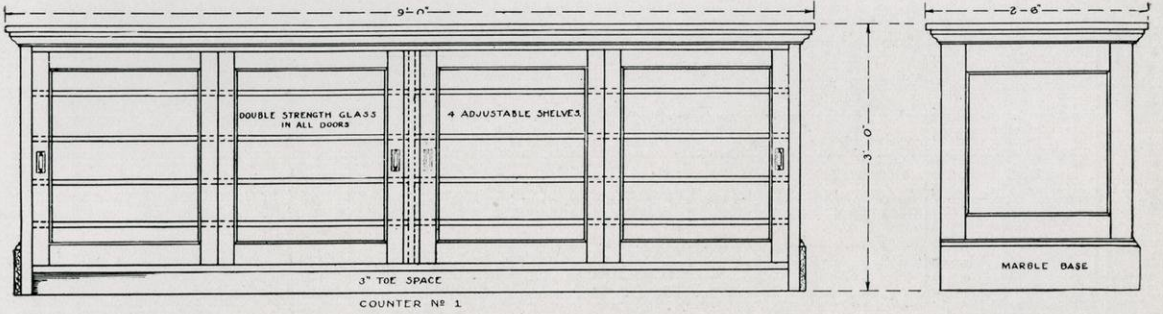 9'-0"
2-6"
DOUBLE STRENGTH GLASS
IN ALL DOORS
4 ADJUSTABLE SHELVES.
3'-0"
MARBLE BASE
3" TOE SPACE
COUNTER Nº 1